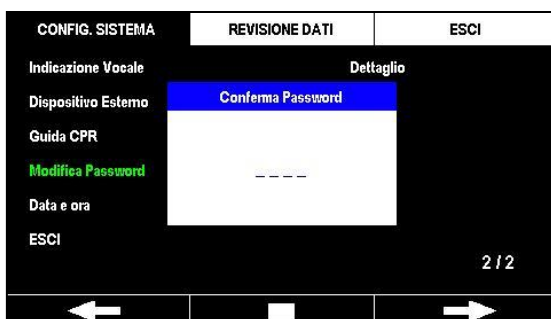 CONFIG. SISTEMA REVISIONE DATI ESCI
Indicazione Vocale Dettaglio
Dispositivo Esterno
Conferma Password
Guida CPR
Modifica Password
_ _ _ _
Data e ora
ESCI
2 / 2